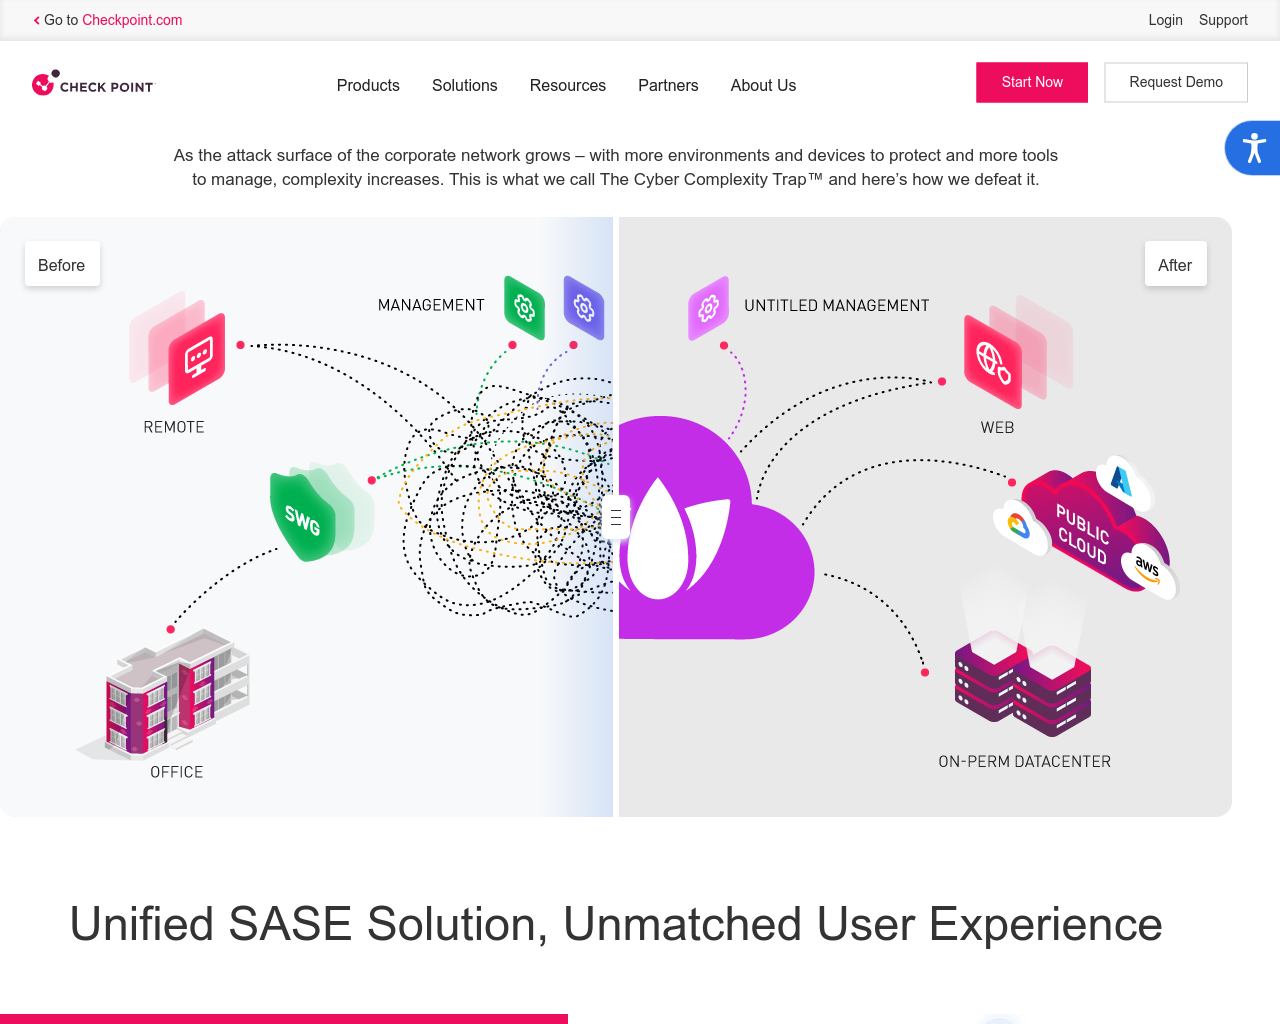 Go to Checkpoint.com
Login
Support
CHECK POINT
Products
Solutions
Resources
Partners
About Us
Start Now
Request Demo
As the attack surface of the corporate network grows – with more environments and devices to protect and more tools
to manage, complexity increases. This is what we call The Cyber Complexity Trap™ and here’s how we defeat it.
Before
After
MANAGEMENT
UNTITLED MANAGEMENT
REMOTE
WEB
SWG
PUBLIC
CLOUD
aws
OFFICE
ON-PERM DATACENTER
Unified SASE Solution, Unmatched User Experience